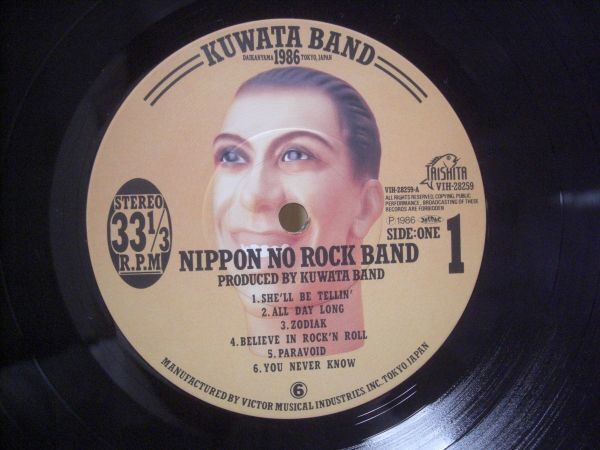 KUWATA BAND
DAIKANYAMA 1986 TOKYO, JAPAN
TAISHITA
VIH-28259
VIH-28259-A
ALL RIGHTS RESERVED, COPYING, PUBLIC
PERFORMANCE, BROADCASTING OF THESE
RECORDS ARE FORBIDDEN
Ⓟ 1986
STEREO
33 1/3
R.P.M
SIDE:ONE 1
NIPPON NO ROCK BAND
PRODUCED BY KUWATA BAND
1.SHE'LL BE TELLIN'
2.ALL DAY LONG
3.ZODIAK
4.BELIEVE IN ROCK'N ROLL
5.PARAVOID
6.YOU NEVER KNOW
⑥
MANUFACTURED BY VICTOR MUSICAL INDUSTRIES, INC. TOKYO, JAPAN